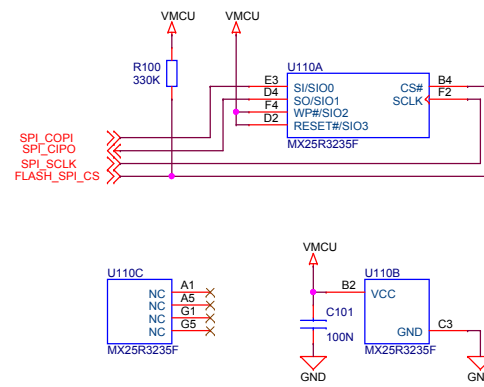 VMCU VMCU
R100
330K
U110A
E3 SI/SIO0 CS# B4
D4 SO/SIO1 SCLK F2
F4 WP#/SIO2
D2 RESET#/SIO3
MX25R3235F
SPI_COPI
SPI_CIPO
SPI_SCLK
FLASH_SPI_CS
VMCU
U110C
NC A1
NC A5
NC G1
NC G5
MX25R3235F
U110B
B2 VCC
C101
100N
GND C3
MX25R3235F
GND